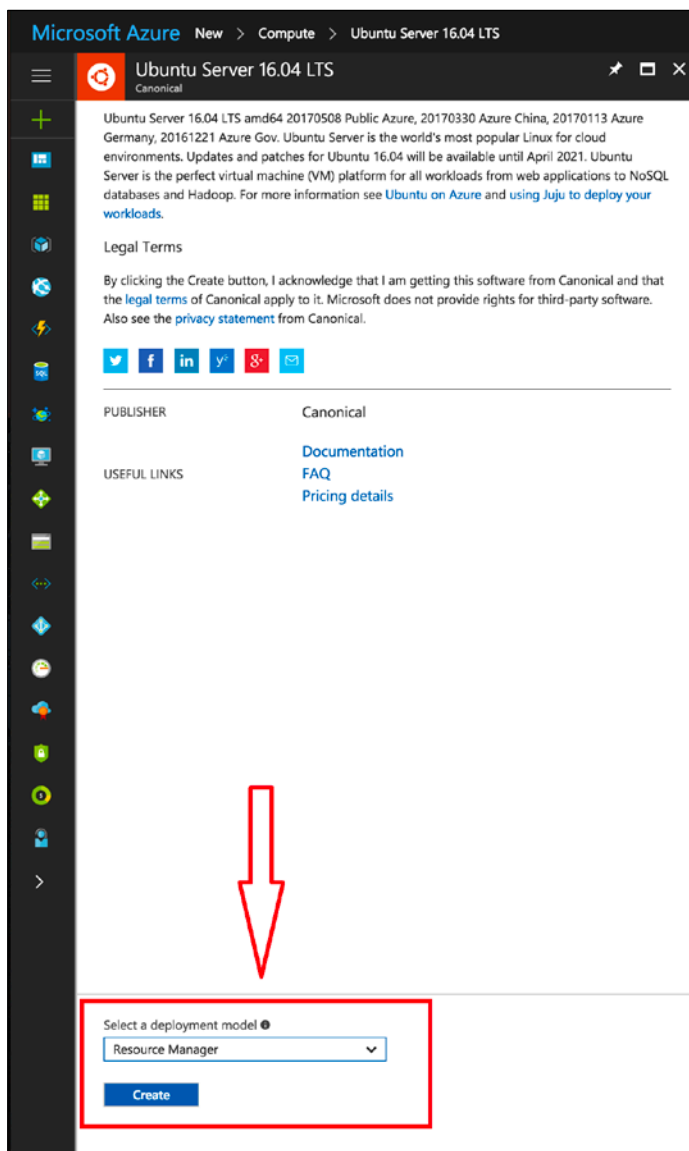 Microsoft Azure New > Compute > Ubuntu Server 16.04 LTS
Ubuntu Server 16.04 LTS
Canonical
Ubuntu Server 16.04 LTS amd64 20170508 Public Azure, 20170330 Azure China, 20170113 Azure
Germany, 20161221 Azure Gov. Ubuntu Server is the world's most popular Linux for cloud
environments. Updates and patches for Ubuntu 16.04 will be available until April 2021. Ubuntu
Server is the perfect virtual machine (VM) platform for all workloads from web applications to NoSQL
databases and Hadoop. For more information see Ubuntu on Azure and using Juju to deploy your
workloads.
Legal Terms
By clicking the Create button, I acknowledge that I am getting this software from Canonical and that
the legal terms of Canonical apply to it. Microsoft does not provide rights for third-party software.
Also see the privacy statement from Canonical.
PUBLISHER Canonical
Documentation
USEFUL LINKS FAQ
Pricing details
Select a deployment model
Resource Manager
Create